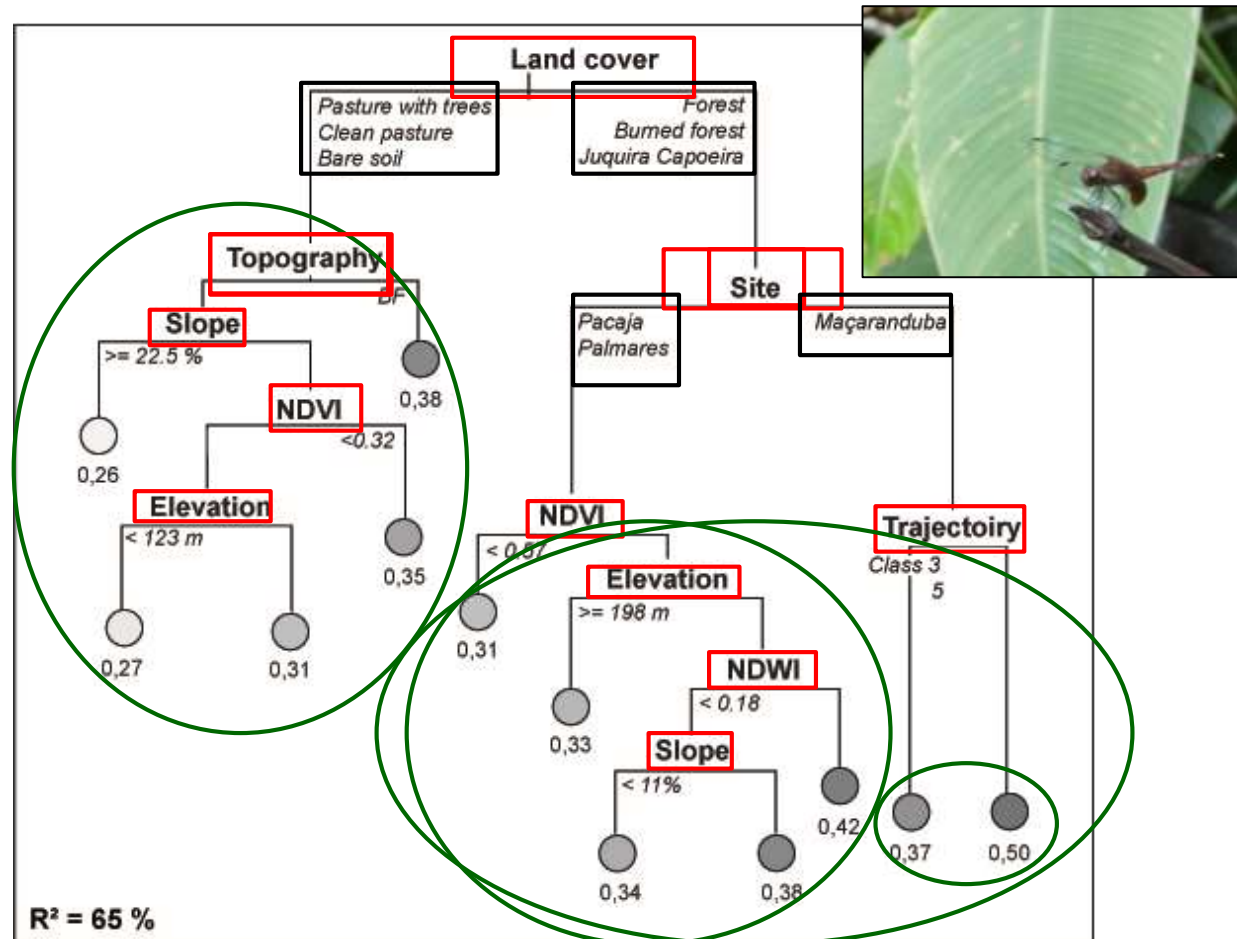 Land cover
Pasture with trees
Clean pasture
Bare soil
Forest
Burned forest
Juquira Capoeira
Topography
BF
Slope
>= 22.5 %
0,38
NDVI
<0.32
0,26
Elevation
< 123 m
0,35
0,27
0,31
Site
Pacaja
Palmares
Maçaranduba
NDVI
< 0,57
Elevation
>= 198 m
0,31
NDWI
< 0.18
0,33
Slope
< 11%
0,42
0,34
0,38
Trajectoiry
Class 3
5
0,37
0,50
R² = 65 %